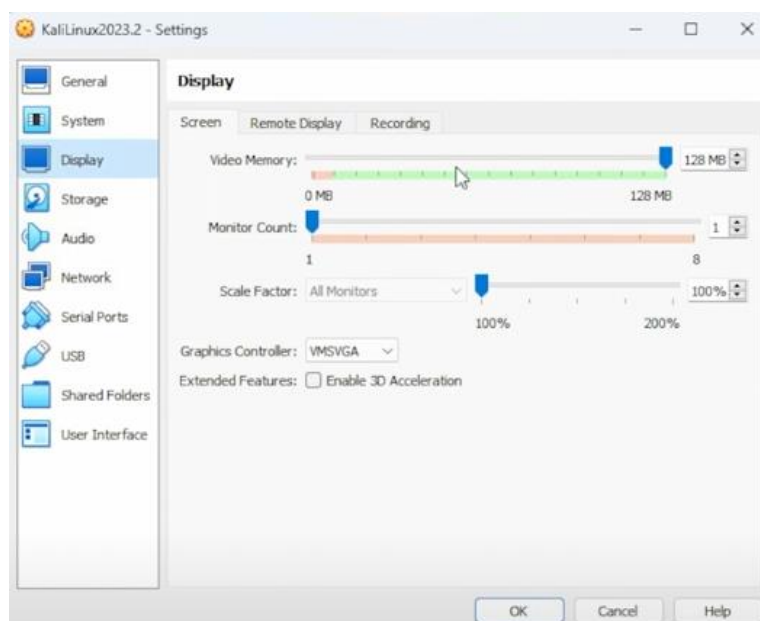 KaliLinux2023.2 - Settings
General
System
Display
Storage
Audio
Network
Serial Ports
USB
Shared Folders
User Interface
Display
Screen Remote Display Recording
Video Memory: 128 MB
0 MB 128 MB
Monitor Count: 1
1 8
Scale Factor: All Monitors 100%
100% 200%
Graphics Controller: VMSVGA
Extended Features: Enable 3D Acceleration
OK Cancel Help